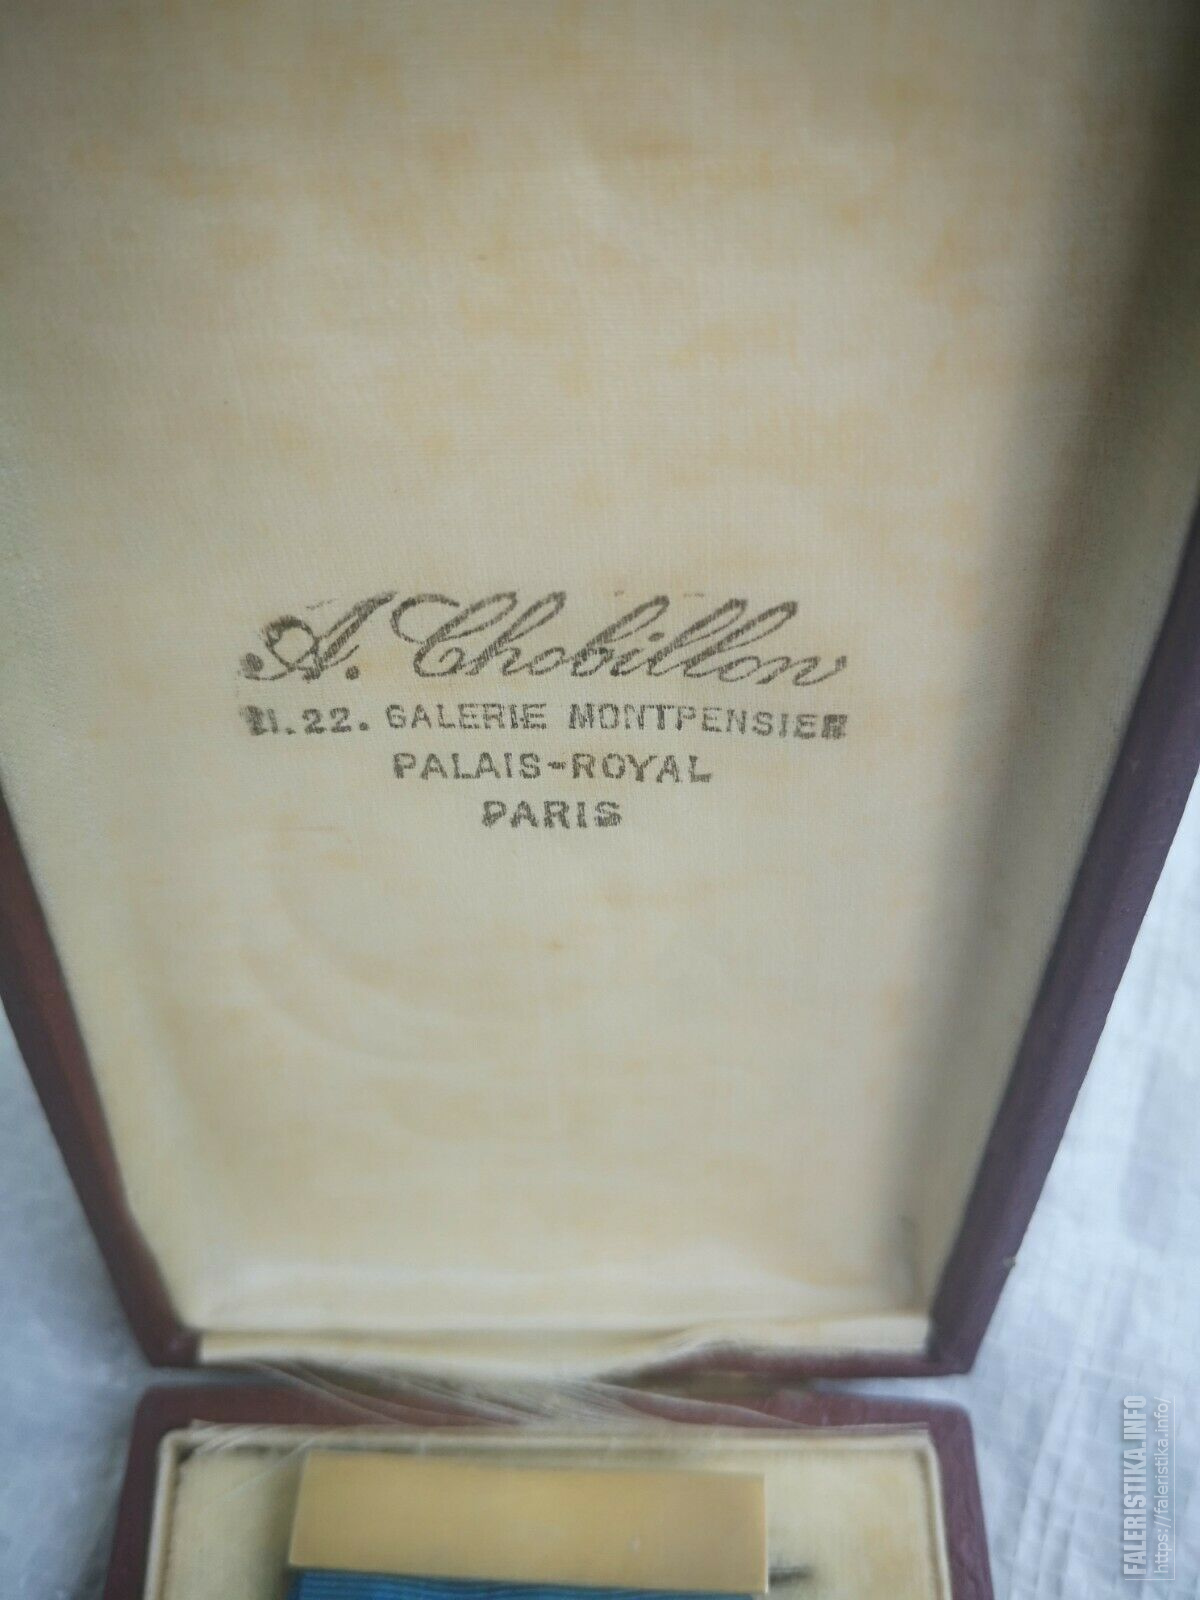 A. Chobillon
21.22. GALERIE MONTPENSIER
PALAIS-ROYAL
PARIS
FALERISTIKA.INFO
https://faleristika.info/